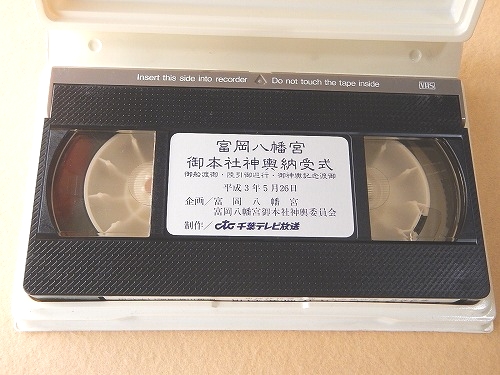 Insert this side into recorder Do not touch the tape inside
VHS
富岡八幡宮
御本社神輿納受式
御船渡御・陸引御巡行・御神輿記念渡御
平成3年5月26日
企画/富岡八幡宮
富岡八幡宮御本社神輿委員会
制作/ctc千葉テレビ放送